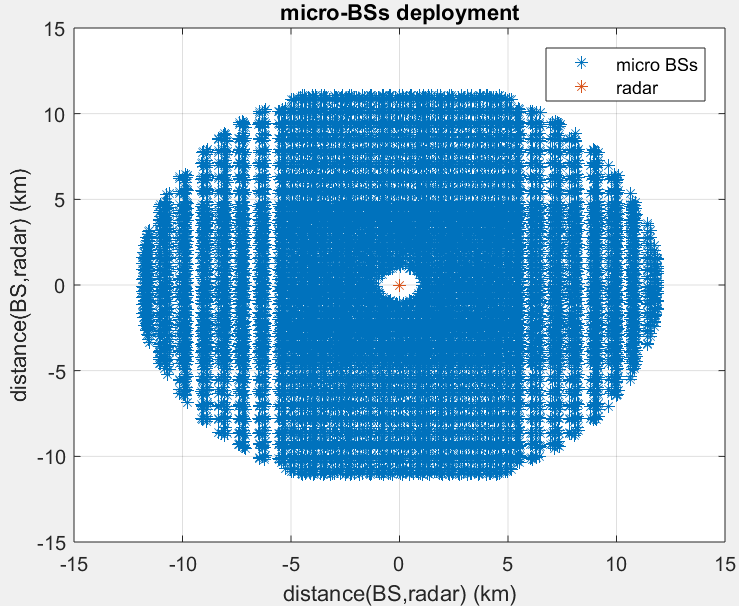 micro-BSs deployment
micro BSs
radar
distance(BS,radar) (km)
15
10
5
0
-5
-10
-15
-15
-10
-5
0
5
10
15
distance(BS,radar) (km)